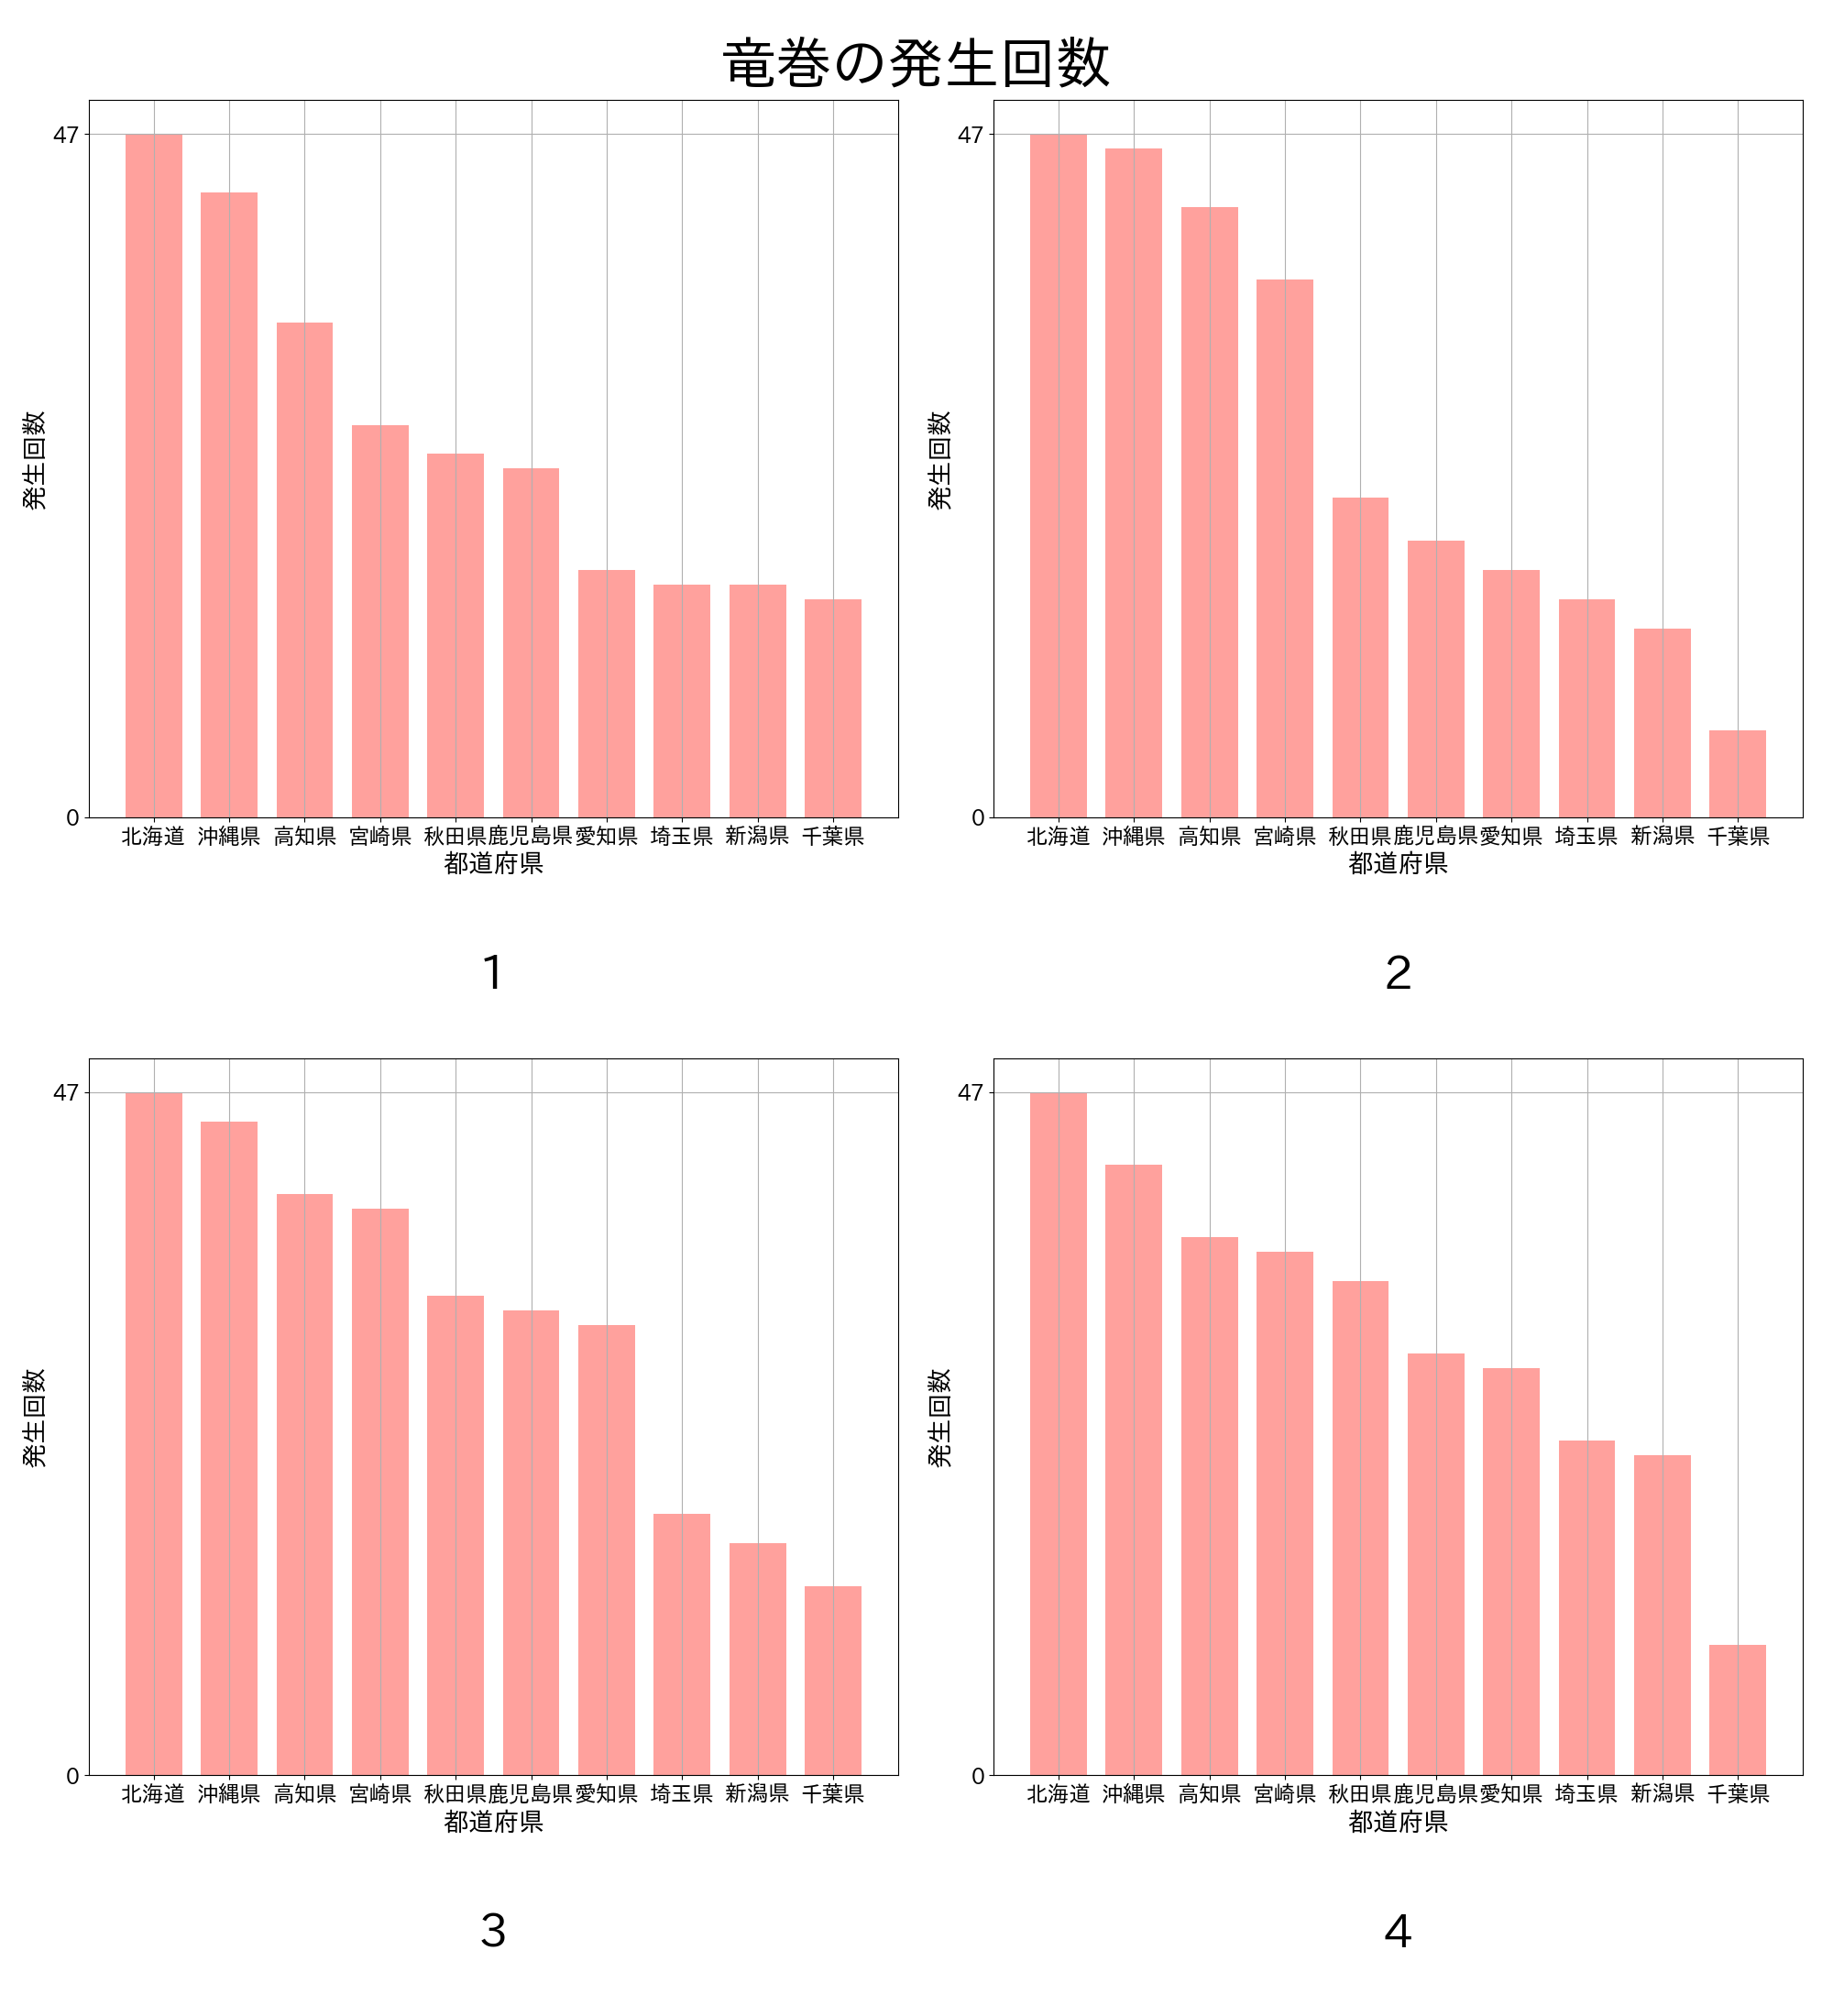 竜巻の発生回数
47
0
発生回数
北海道 沖縄県 高知県 宮崎県 秋田県 鹿児島県 愛知県 埼玉県 新潟県 千葉県
都道府県
1
47
0
発生回数
北海道 沖縄県 高知県 宮崎県 秋田県 鹿児島県 愛知県 埼玉県 新潟県 千葉県
都道府県
2
47
0
発生回数
北海道 沖縄県 高知県 宮崎県 秋田県 鹿児島県 愛知県 埼玉県 新潟県 千葉県
都道府県
3
47
0
発生回数
北海道 沖縄県 高知県 宮崎県 秋田県 鹿児島県 愛知県 埼玉県 新潟県 千葉県
都道府県
4